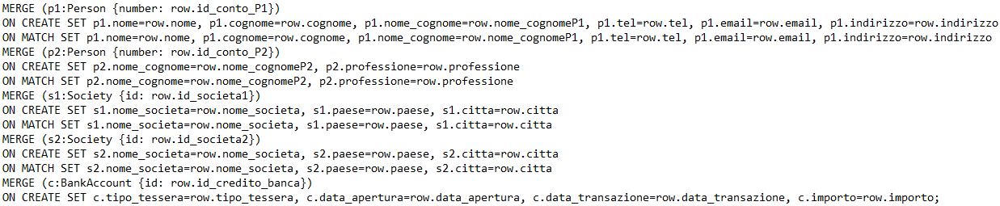 MERGE (p1:Person {number: row.id_conto_P1})
ON CREATE SET p1.nome=row.nome, p1.cognome=row.cognome, p1.nome_cognome=row.nome_cognomeP1, p1.tel=row.tel, p1.email=row.email, p1.indirizzo=row.indirizzo
ON MATCH SET p1.nome=row.nome, p1.cognome=row.cognome, p1.nome_cognome=row.nome_cognomeP1, p1.tel=row.tel, p1.email=row.email, p1.indirizzo=row.indirizzo
MERGE (p2:Person {number: row.id_conto_P2})
ON CREATE SET p2.nome_cognome=row.nome_cognomeP2, p2.professione=row.professione
ON MATCH SET p2.nome_cognome=row.nome_cognomeP2, p2.professione=row.professione
MERGE (s1:Society {id: row.id_societa1})
ON CREATE SET s1.nome_societa=row.nome_societa, s1.paese=row.paese, s1.citta=row.citta
ON MATCH SET s1.nome_societa=row.nome_societa, s1.paese=row.paese, s1.citta=row.citta
MERGE (s2:Society {id: row.id_societa2})
ON CREATE SET s2.nome_societa=row.nome_societa, s2.paese=row.paese, s2.citta=row.citta
ON MATCH SET s2.nome_societa=row.nome_societa, s2.paese=row.paese, s2.citta=row.citta
MERGE (c:BankAccount {id: row.id_credito_banca})
ON CREATE SET c.tipo_tessera=row.tipo_tessera, c.data_apertura=row.data_apertura, c.data_transazione=row.data_transazione, c.importo=row.importo;